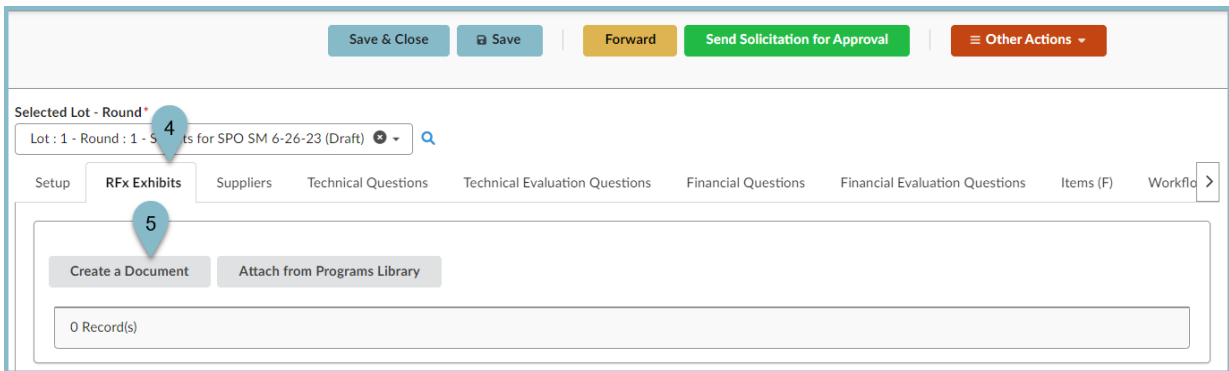 Save & Close Save Forward Send Solicitation for Approval Other Actions
Selected Lot - Round*
4
Lot : 1 - Round : 1 - S ts for SPO SM 6-26-23 (Draft)
Setup RFx Exhibits Suppliers Technical Questions Technical Evaluation Questions Financial Questions Financial Evaluation Questions Items (F) Workflo
5
Create a Document Attach from Programs Library
0 Record(s)